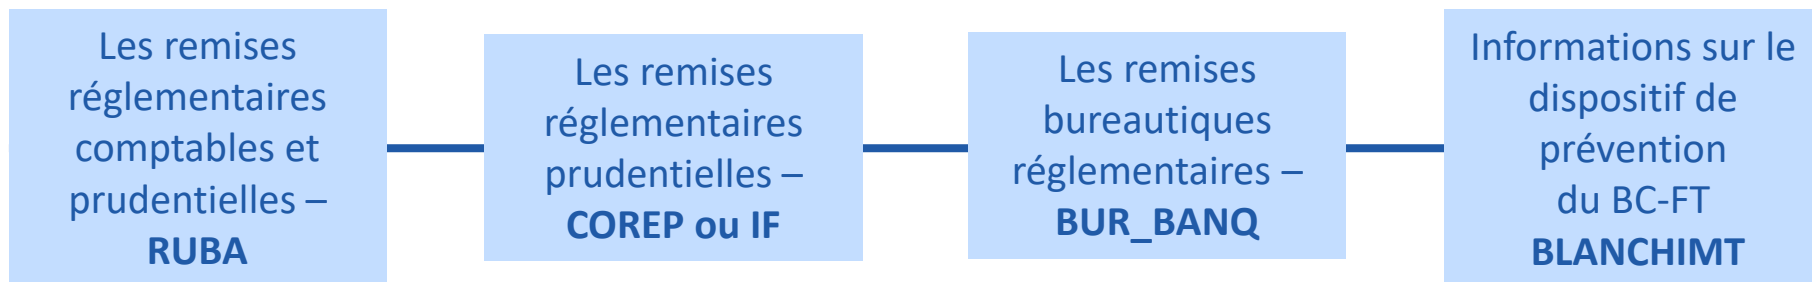 Les remises
réglementaires
comptables et
prudentielles –
RUBA
Les remises
réglementaires
prudentielles –
COREP ou IF
Les remises
bureautiques
réglementaires –
BUR_BANQ
Informations sur le
dispositif de
prévention
du BC-FT
BLANCHIMT